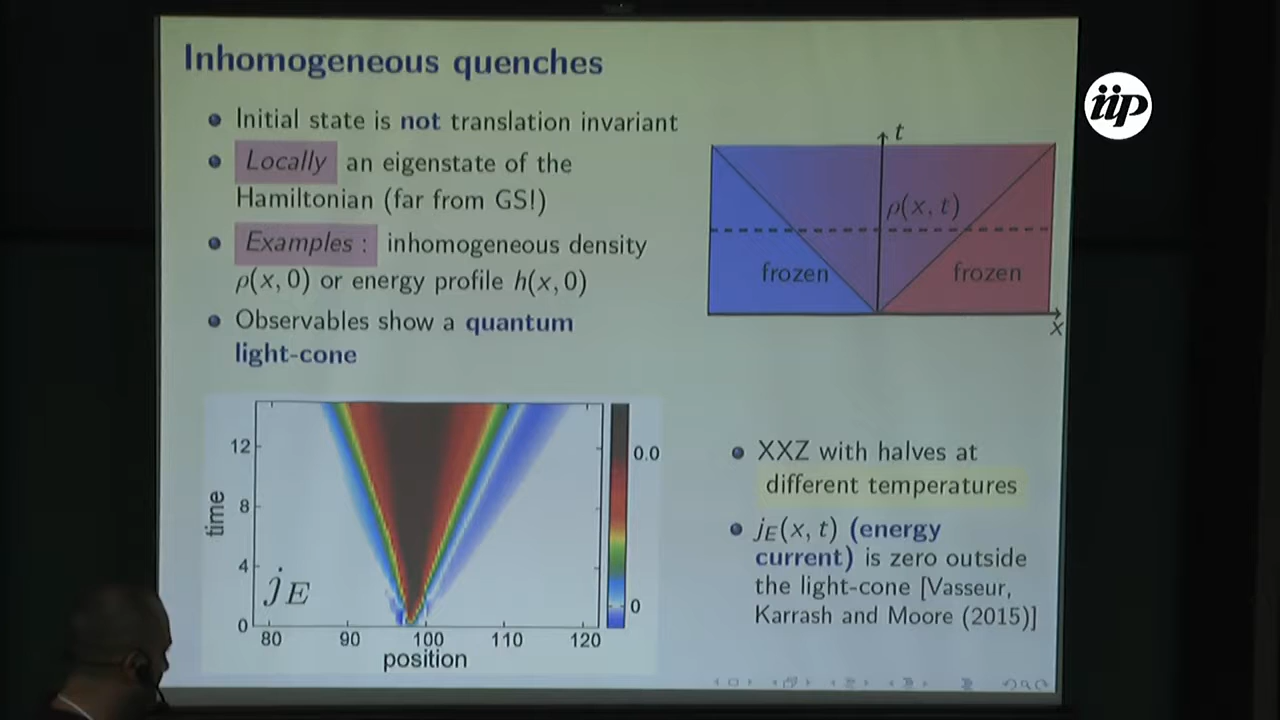 Inhomogeneous quenches
iip
Initial state is not translation invariant
Locally an eigenstate of the
Hamiltonian (far from GS!)
Examples : inhomogeneous density
ρ(x, 0) or energy profile h(x, 0)
Observables show a quantum
light-cone
t
ρ(x, t)
frozen
frozen
x
12
8
4
0
time
jE
80
90
100
110
120
position
0.0
0
XXZ with halves at
different temperatures
jE(x, t) (energy
current) is zero outside
the light-cone [Vasseur,
Karrash and Moore (2015)]